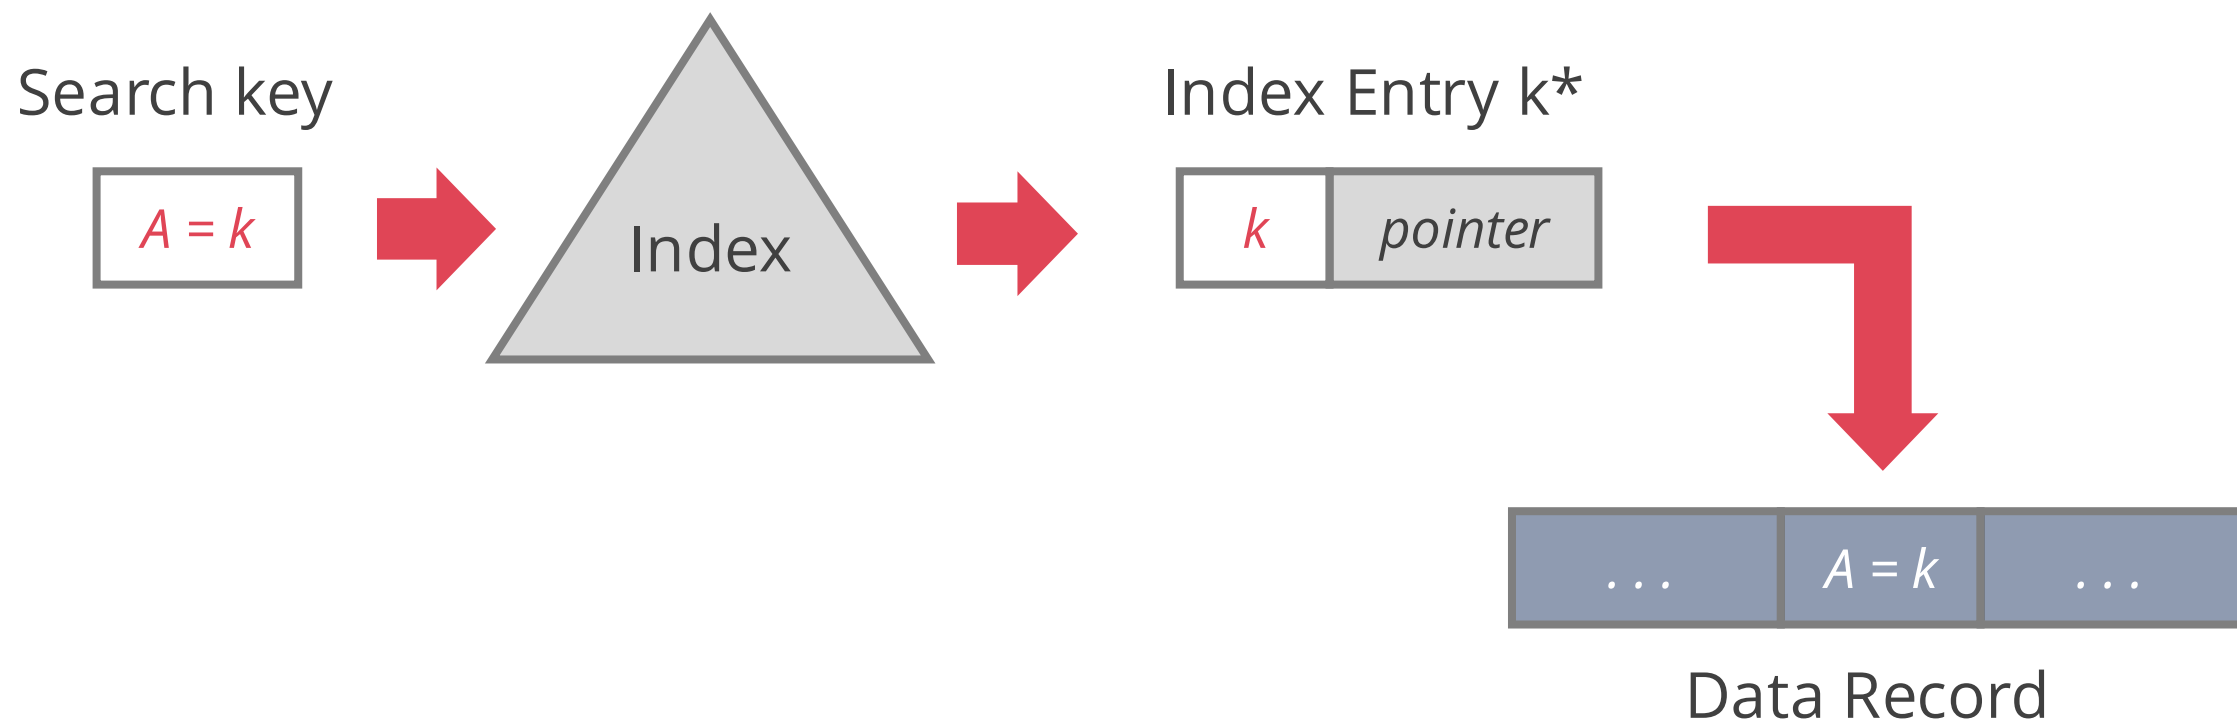 Search key
A = k
Index
Index Entry k*
k
pointer
. . .
A = k
. . .
Data Record